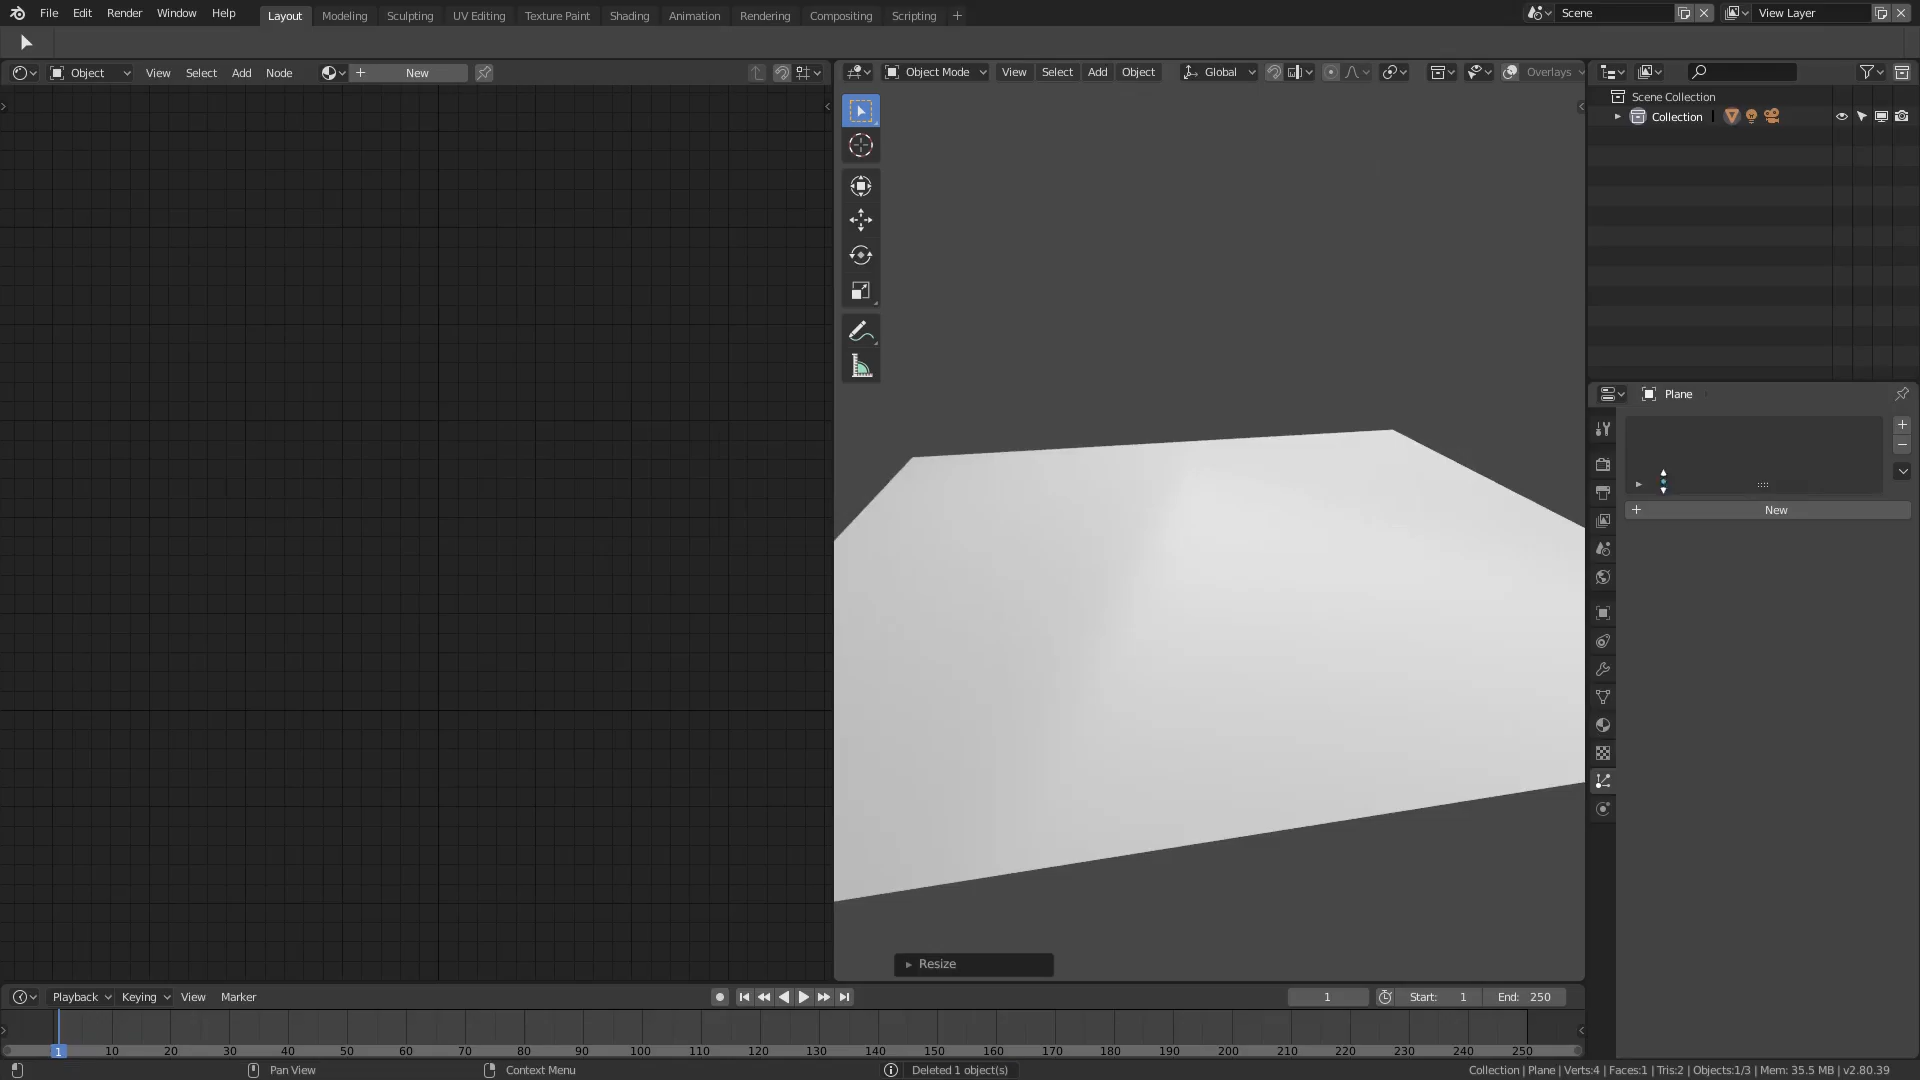 File Edit Render Window Help Layout Modeling Sculpting UV Editing Texture Paint Shading Animation Rendering Compositing Scripting Scene View Layer
Object View Select Add Node New Object Mode View Select Add Object Global Overlays
Scene Collection
Collection
Plane
New
Resize
Playback Keying View Marker 1 Start: 1 End: 250
1 10 20 30 40 50 60 70 80 90 100 110 120 130 140 150 160 170 180 190 200 210 220 230 240 250
Pan View Context Menu Deleted 1 object(s) Collection | Plane | Verts:4 | Faces:1 | Tris:2 | Objects:1/3 | Mem: 35.5 MB | v2.80.39